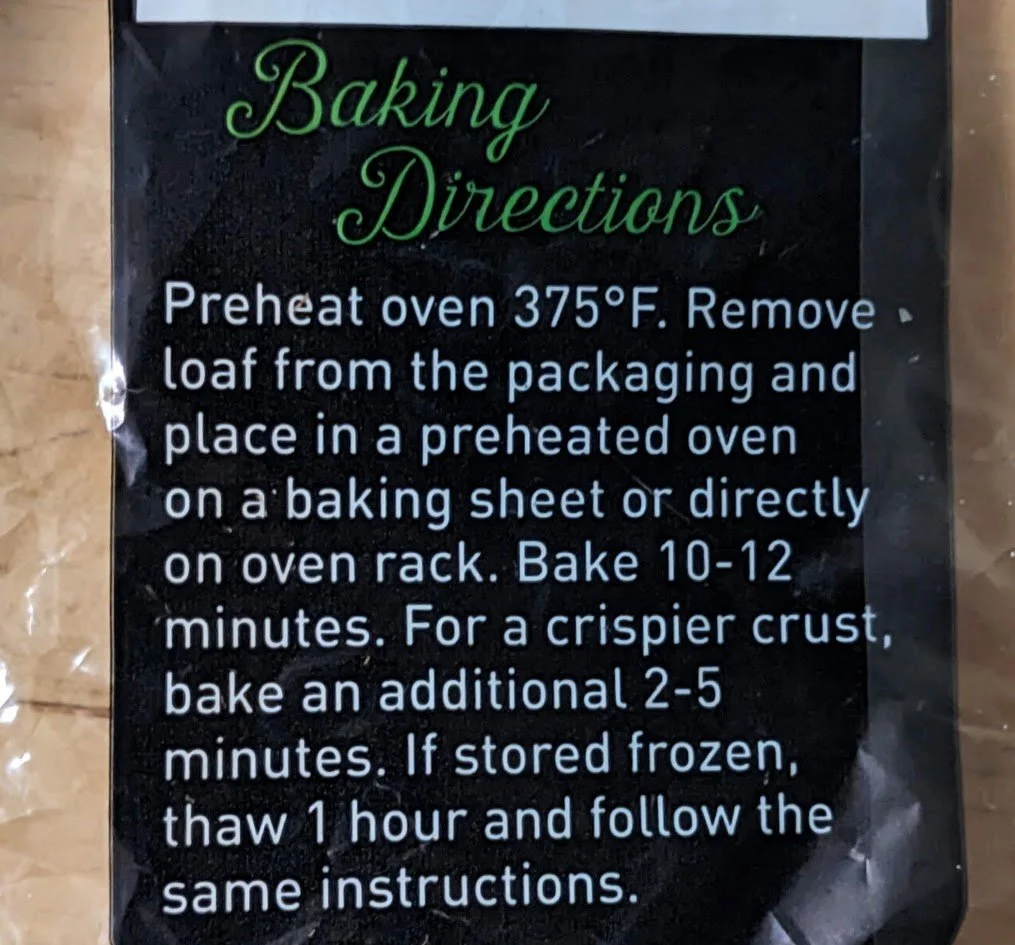 Baking
Directions
Preheat oven 375°F. Remove
loaf from the packaging and
place in a preheated oven
on a baking sheet or directly
on oven rack. Bake 10-12
minutes. For a crispier crust,
bake an additional 2-5
minutes. If stored frozen,
thaw 1 hour and follow the
same instructions.